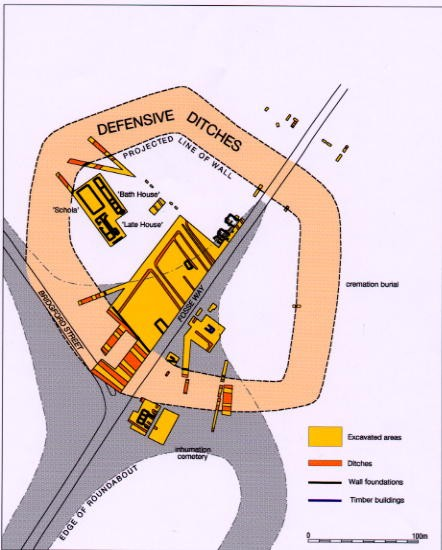 DEFENSIVE DITCHES
PROJECTED LINE OF WALL
'Bath House'
'Schola'
'Late House'
cremation burial
FOSSE WAY
BRIDGFORD STREET
inhumation
cemetery
EDGE OF ROUNDABOUT
Excavated areas
Ditches
Wall foundations
Timber buildings
0
100m